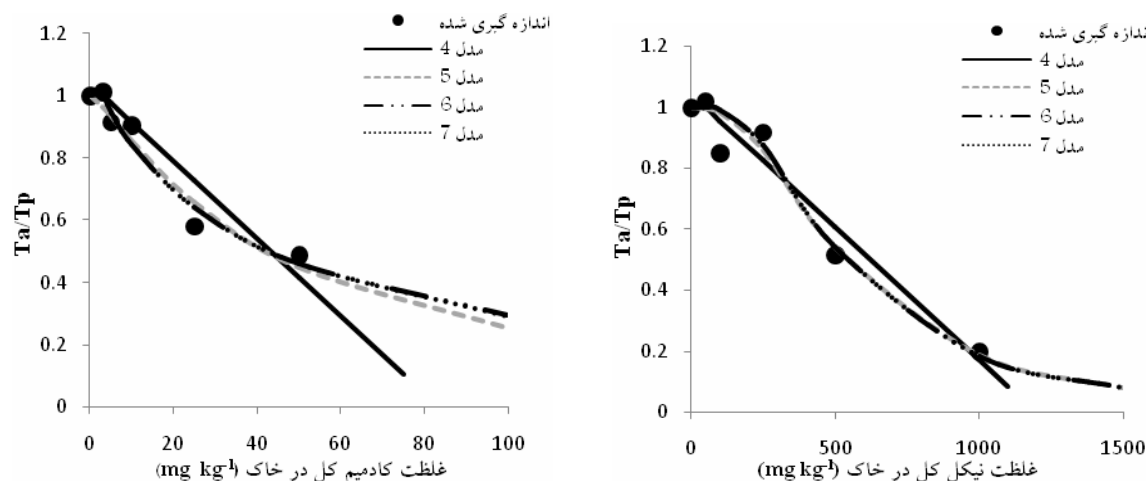 اندازه گیری شده
مدل 4
مدل 5
مدل 6
مدل 7
1.2
1
0.8
0.6
0.4
0.2
0
Ta/Tp
0 20 40 60 80 100
غلظت کادمیم کل در خاک (mg kg-1)
ندازه گیری شده
مدل 4
مدل 5
مدل 6
مدل 7
1.2
1
0.8
0.6
0.4
0.2
0
Ta/Tp
0 500 1000 1500
غلظت نیکل کل در خاک (mg kg-1)